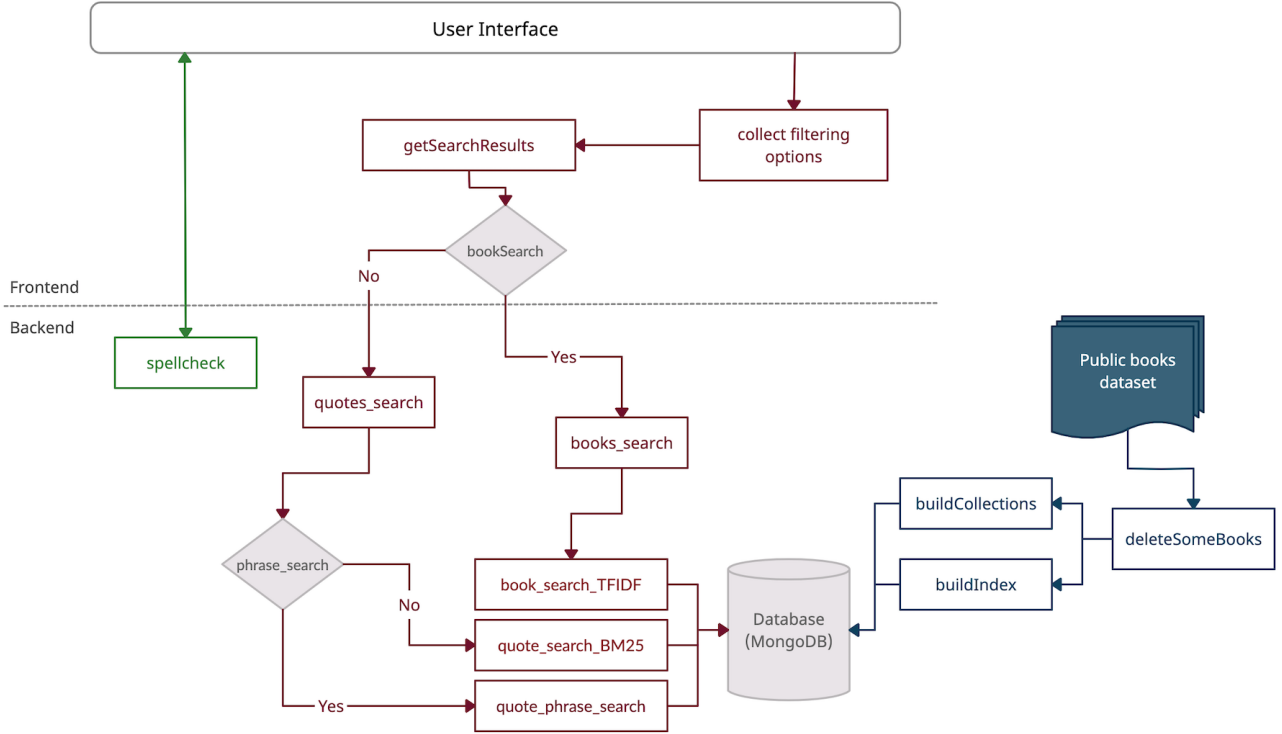 User Interface
collect filtering
options
getSearchResults
bookSearch
No
Frontend
Backend
Yes
spellcheck
quotes_search
books_search
Public books
dataset
buildCollections
deleteSomeBooks
buildIndex
phrase_search
No
book_search_TFIDF
quote_search_BM25
quote_phrase_search
Yes
Database
(MongoDB)